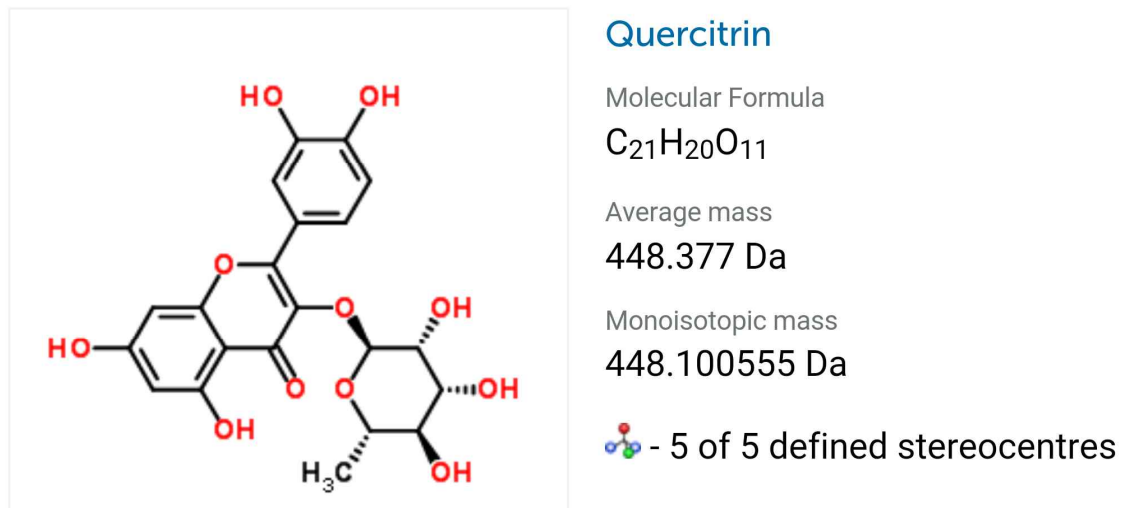 Quercitrin
Molecular Formula
C₂₁H₂₀O₁₁
Average mass
448.377 Da
Monoisotopic mass
448.100555 Da
- 5 of 5 defined stereocentres
HO OH
O
O OH
HO O O OH
OH
H₃C OH